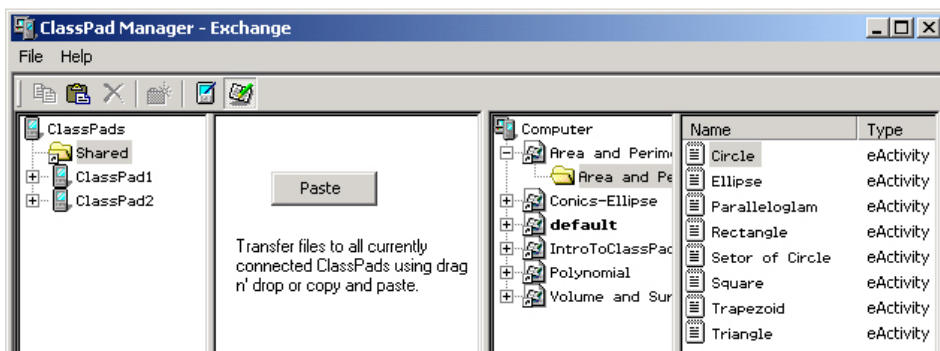 ClassPad Manager - Exchange
File Help
ClassPads
Shared
ClassPad1
ClassPad2
Paste
Transfer files to all currently
connected ClassPads using drag
n' drop or copy and paste.
Computer
Area and Perim
Area and Pe
Conics-Ellipse
default
IntroToClassPad
Polynomial
Volume and Sur
Name Type
Circle eActivity
Ellipse eActivity
Paralleloglam eActivity
Rectangle eActivity
Setor of Circle eActivity
Square eActivity
Trapezoid eActivity
Triangle eActivity